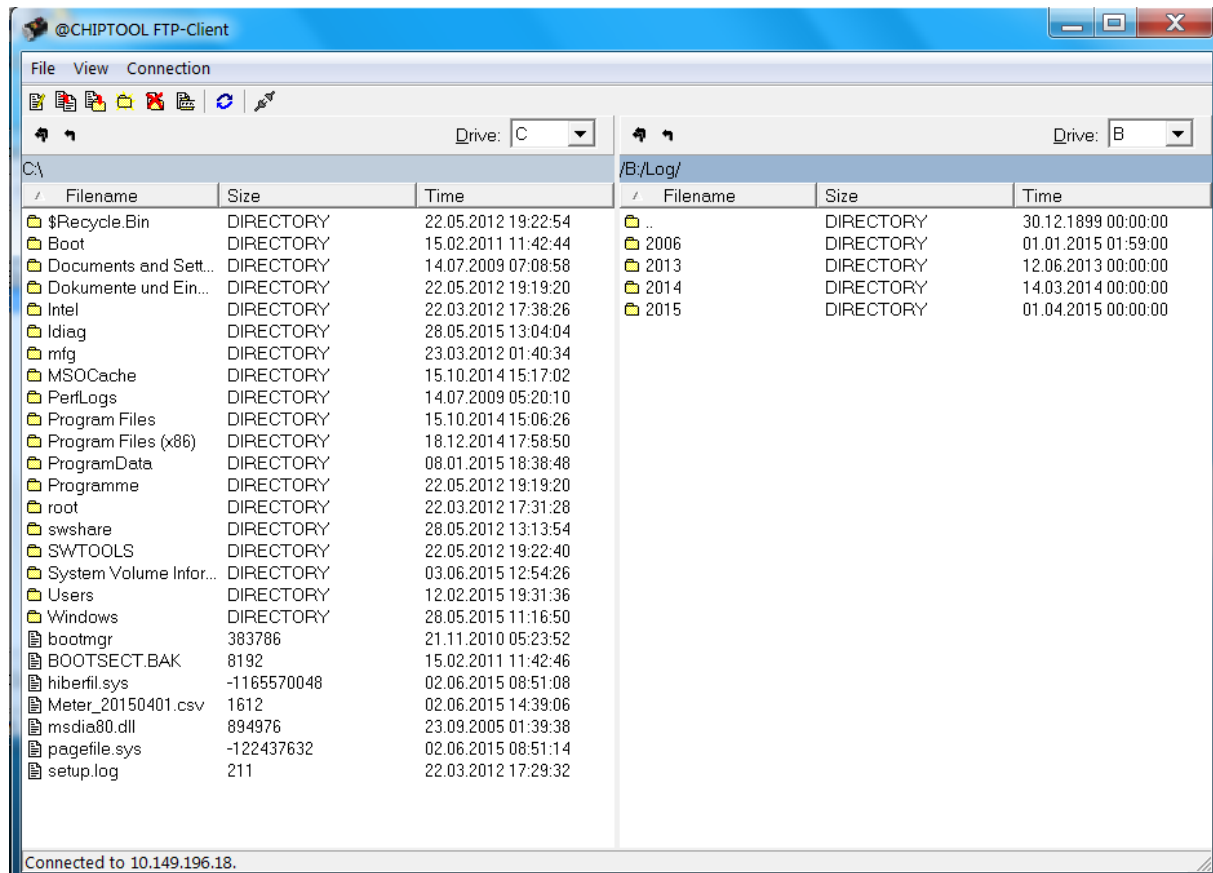 @CHIPTOOL FTP-Client
File View Connection
Drive: C
C:\
Filename Size Time
$Recycle.Bin DIRECTORY 22.05.2012 19:22:54
Boot DIRECTORY 15.02.2011 11:42:44
Documents and Sett... DIRECTORY 14.07.2009 07:08:58
Dokumente und Ein... DIRECTORY 22.05.2012 19:19:20
Intel DIRECTORY 22.03.2012 17:38:26
Idiag DIRECTORY 28.05.2015 13:04:04
mfg DIRECTORY 23.03.2012 01:40:34
MSOCache DIRECTORY 15.10.2014 15:17:02
PerfLogs DIRECTORY 14.07.2009 05:20:10
Program Files DIRECTORY 15.10.2014 15:06:26
Program Files (x86) DIRECTORY 18.12.2014 17:58:50
ProgramData DIRECTORY 08.01.2015 18:38:48
Programme DIRECTORY 22.05.2012 19:19:20
root DIRECTORY 22.03.2012 17:31:28
swshare DIRECTORY 28.05.2012 13:13:54
SWTOOLS DIRECTORY 22.05.2012 19:22:40
System Volume Infor... DIRECTORY 03.06.2015 12:54:26
Users DIRECTORY 12.02.2015 19:31:36
Windows DIRECTORY 28.05.2015 11:16:50
bootmgr 383786 21.11.2010 05:23:52
BOOTSECT.BAK 8192 15.02.2011 11:42:46
hiberfil.sys -1165570048 02.06.2015 08:51:08
Meter_20150401.csv 1612 02.06.2015 14:39:06
msdia80.dll 894976 23.09.2005 01:39:38
pagefile.sys -122437632 02.06.2015 08:51:14
setup.log 211 22.03.2012 17:29:32
Drive: B
/B:/Log/
Filename Size Time
.. DIRECTORY 30.12.1899 00:00:00
2006 DIRECTORY 01.01.2015 01:59:00
2013 DIRECTORY 12.06.2013 00:00:00
2014 DIRECTORY 14.03.2014 00:00:00
2015 DIRECTORY 01.04.2015 00:00:00
Connected to 10.149.196.18.